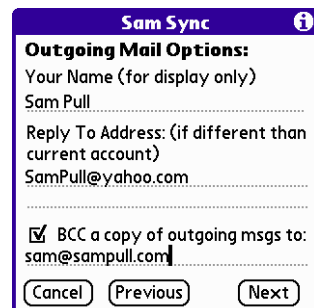 Sam Sync
Outgoing Mail Options:
Your Name (for display only)
Sam Pull
Reply To Address: (if different than
current account)
SamPull@yahoo.com
BCC a copy of outgoing msgs to:
sam@sampull.com
Cancel Previous Next